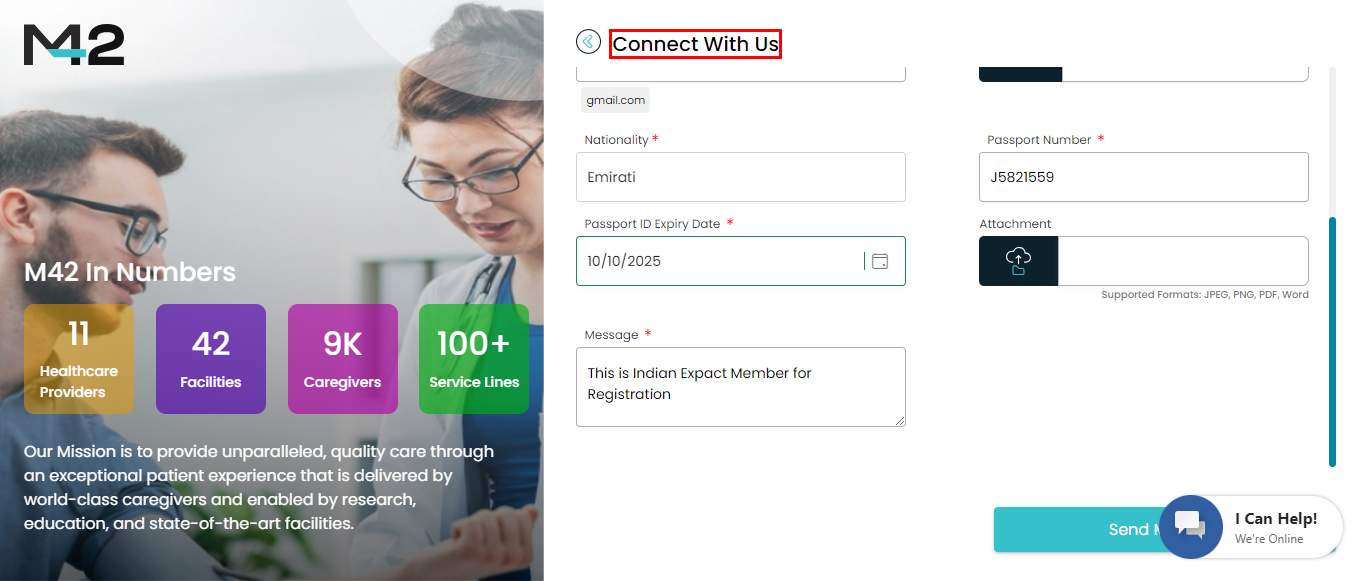 M42
M42 In Numbers
11
Healthcare
Providers
42
Facilities
9K
Caregivers
100+
Service Lines
Our Mission is to provide unparalleled, quality care through
an exceptional patient experience that is delivered by
world-class caregivers and enabled by research,
education, and state-of-the-art facilities.
Connect With Us
gmail.com
Nationality *
Emirati
Passport Number *
J5821559
Passport ID Expiry Date *
10/10/2025
Attachment
Supported Formats: JPEG, PNG, PDF, Word
Message *
This is Indian Expact Member for
Registration
Send
I Can Help!
We're Online